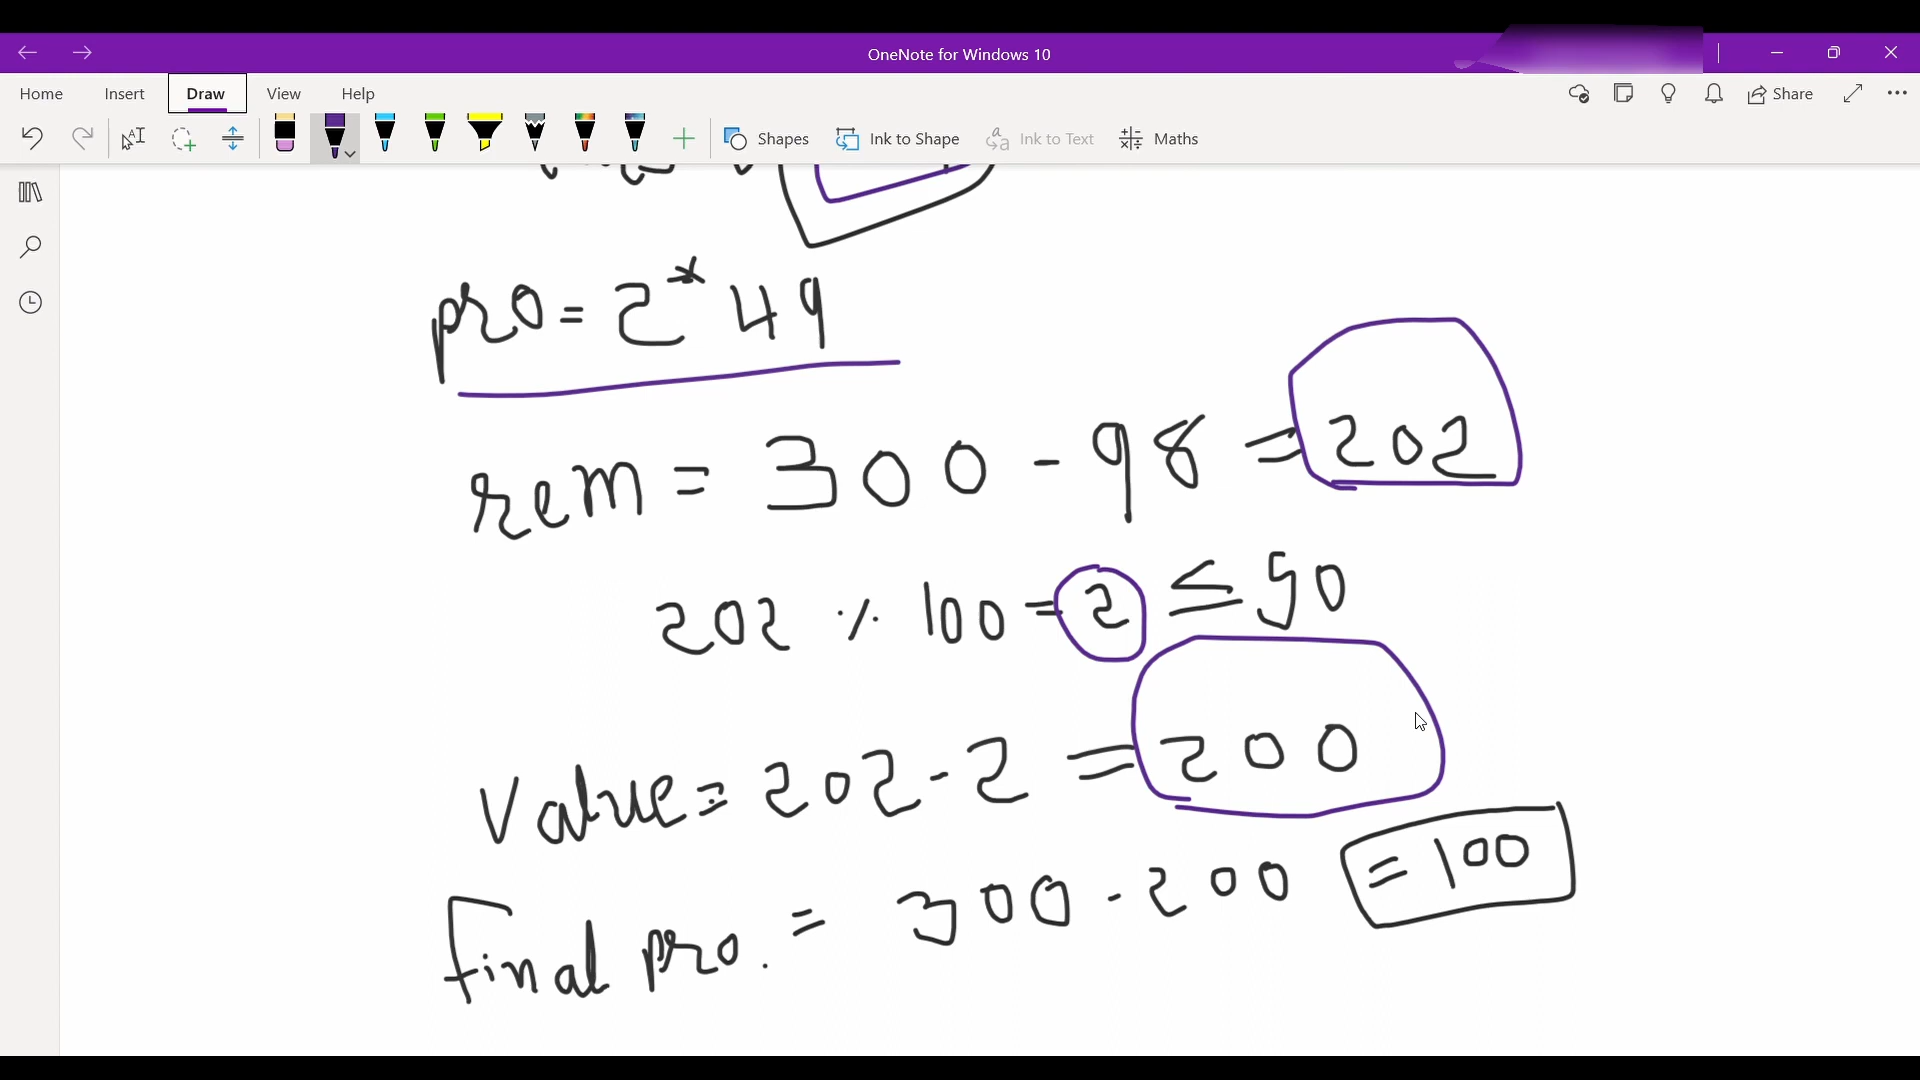 OneNote for Windows 10
Home Insert Draw View Help Share
Shapes Ink to Shape Ink to Text Maths
pro = 2 * 49
rem = 300 - 98 = 202
202 % 100 = 2 ≤ 50
Value = 202 - 2 = 200
Final pro. = 300 - 200 = 100